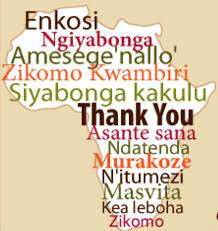 Enkosi
Ngiyabonga
Amesege'nallo'
Zikomo Kwambiri
Siyabonga kakulu
Thank You
Asante sana
Ndatenda
Murakoze
N'itumezi
Masvita
Kea leboha
Zikomo